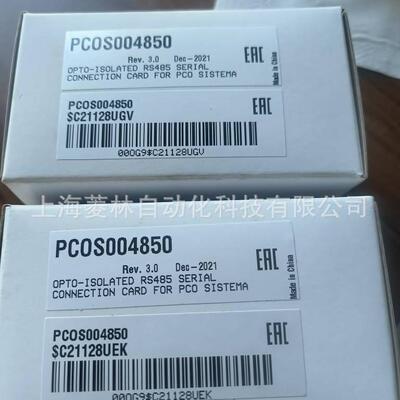 PCOS004850
Rev. 3.0 Dec-2021
OPTO-ISOLATED RS485 SERIAL
CONNECTION CARD FOR PCO SISTEMA
EAC
Made in China
PCOS004850
SC21128UGV
EAC
000G9$C21128UGV
上海菱林自动化科技有限公司
PCOS004850
Rev. 3.0 Dec-2021
OPTO-ISOLATED RS485 SERIAL
CONNECTION CARD FOR PCO SISTEMA
EAC
Made in China
PCOS004850
SC21128UEK
EAC
000G9$C21128UEK